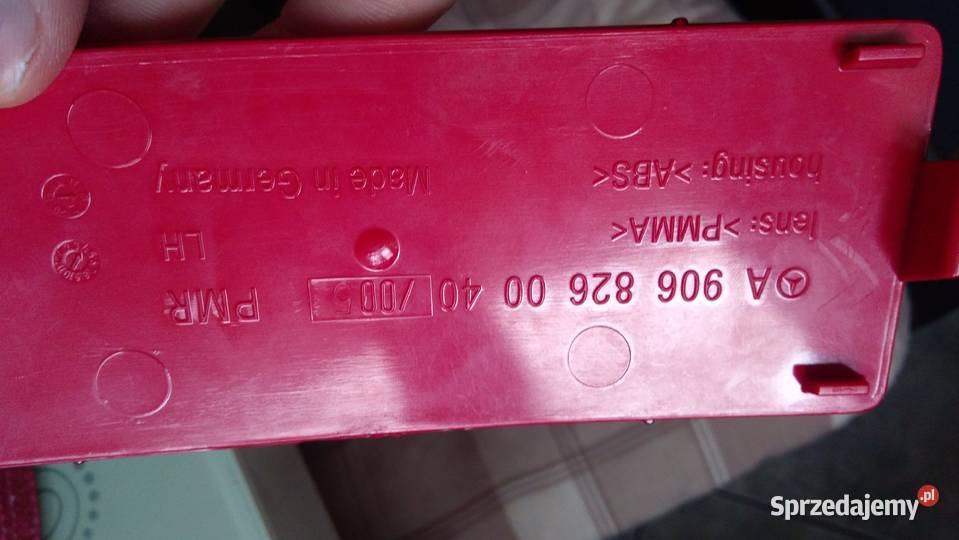 A 906 826 00 40 /005 PMR
lens: >PMMA< LH
housing: >ABS< Made in Germany
Sprzedajemy.pl